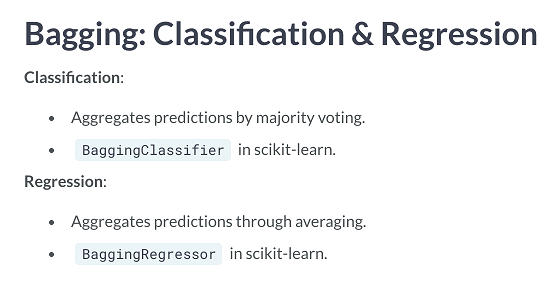 Bagging: Classification & Regression
Classification:
• Aggregates predictions by majority voting.
• BaggingClassifier in scikit-learn.
Regression:
• Aggregates predictions through averaging.
• BaggingRegressor in scikit-learn.